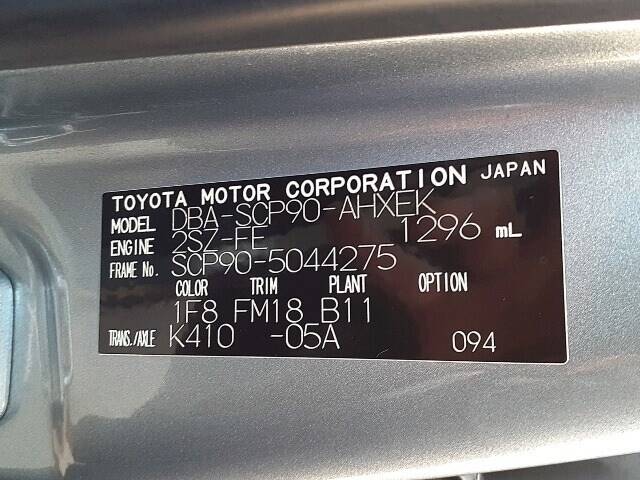 TOYOTA MOTOR CORPORATION JAPAN
MODEL DBA-SCP90-AHXEK
ENGINE 2SZ-FE 1296 mL
FRAME No. SCP90-5044275
COLOR TRIM PLANT OPTION
1F8 FM18 B11
TRANS./AXLE K410 -05A 094